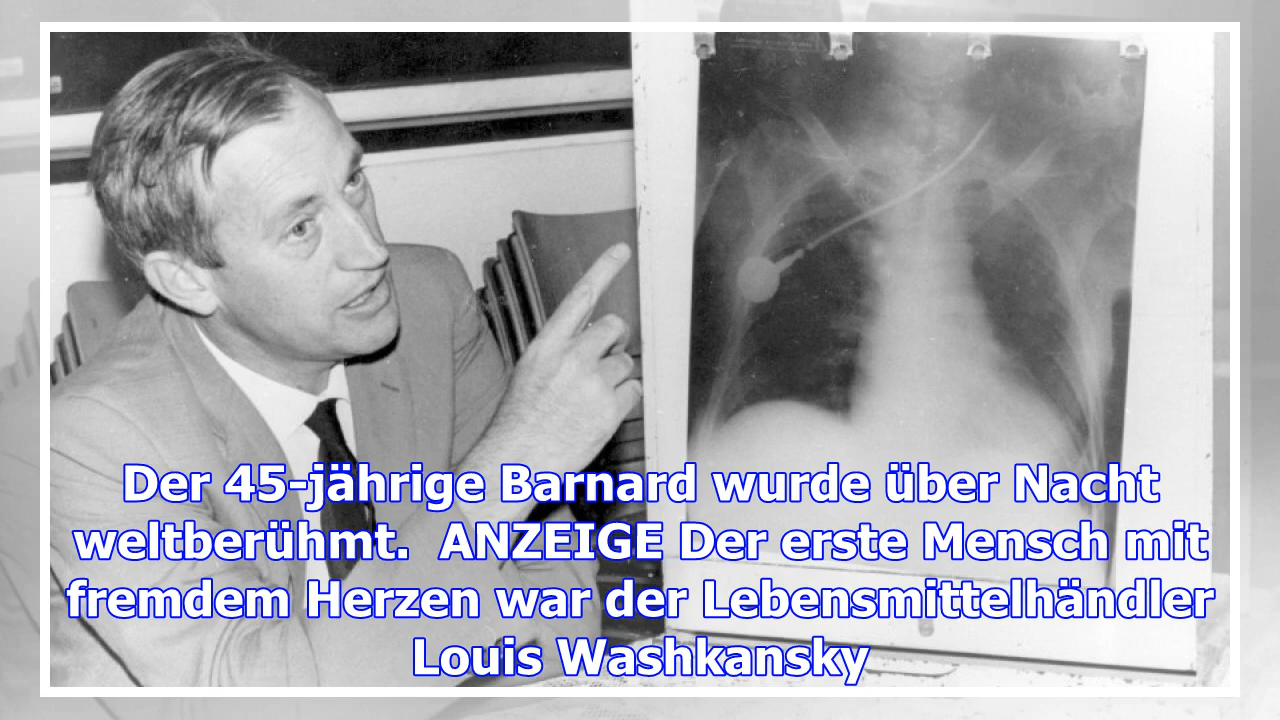 Der 45-jährige Barnard wurde über Nacht
weltberühmt.  ANZEIGE Der erste Mensch mit
fremdem Herzen war der Lebensmittelhändler
Louis Washkansky